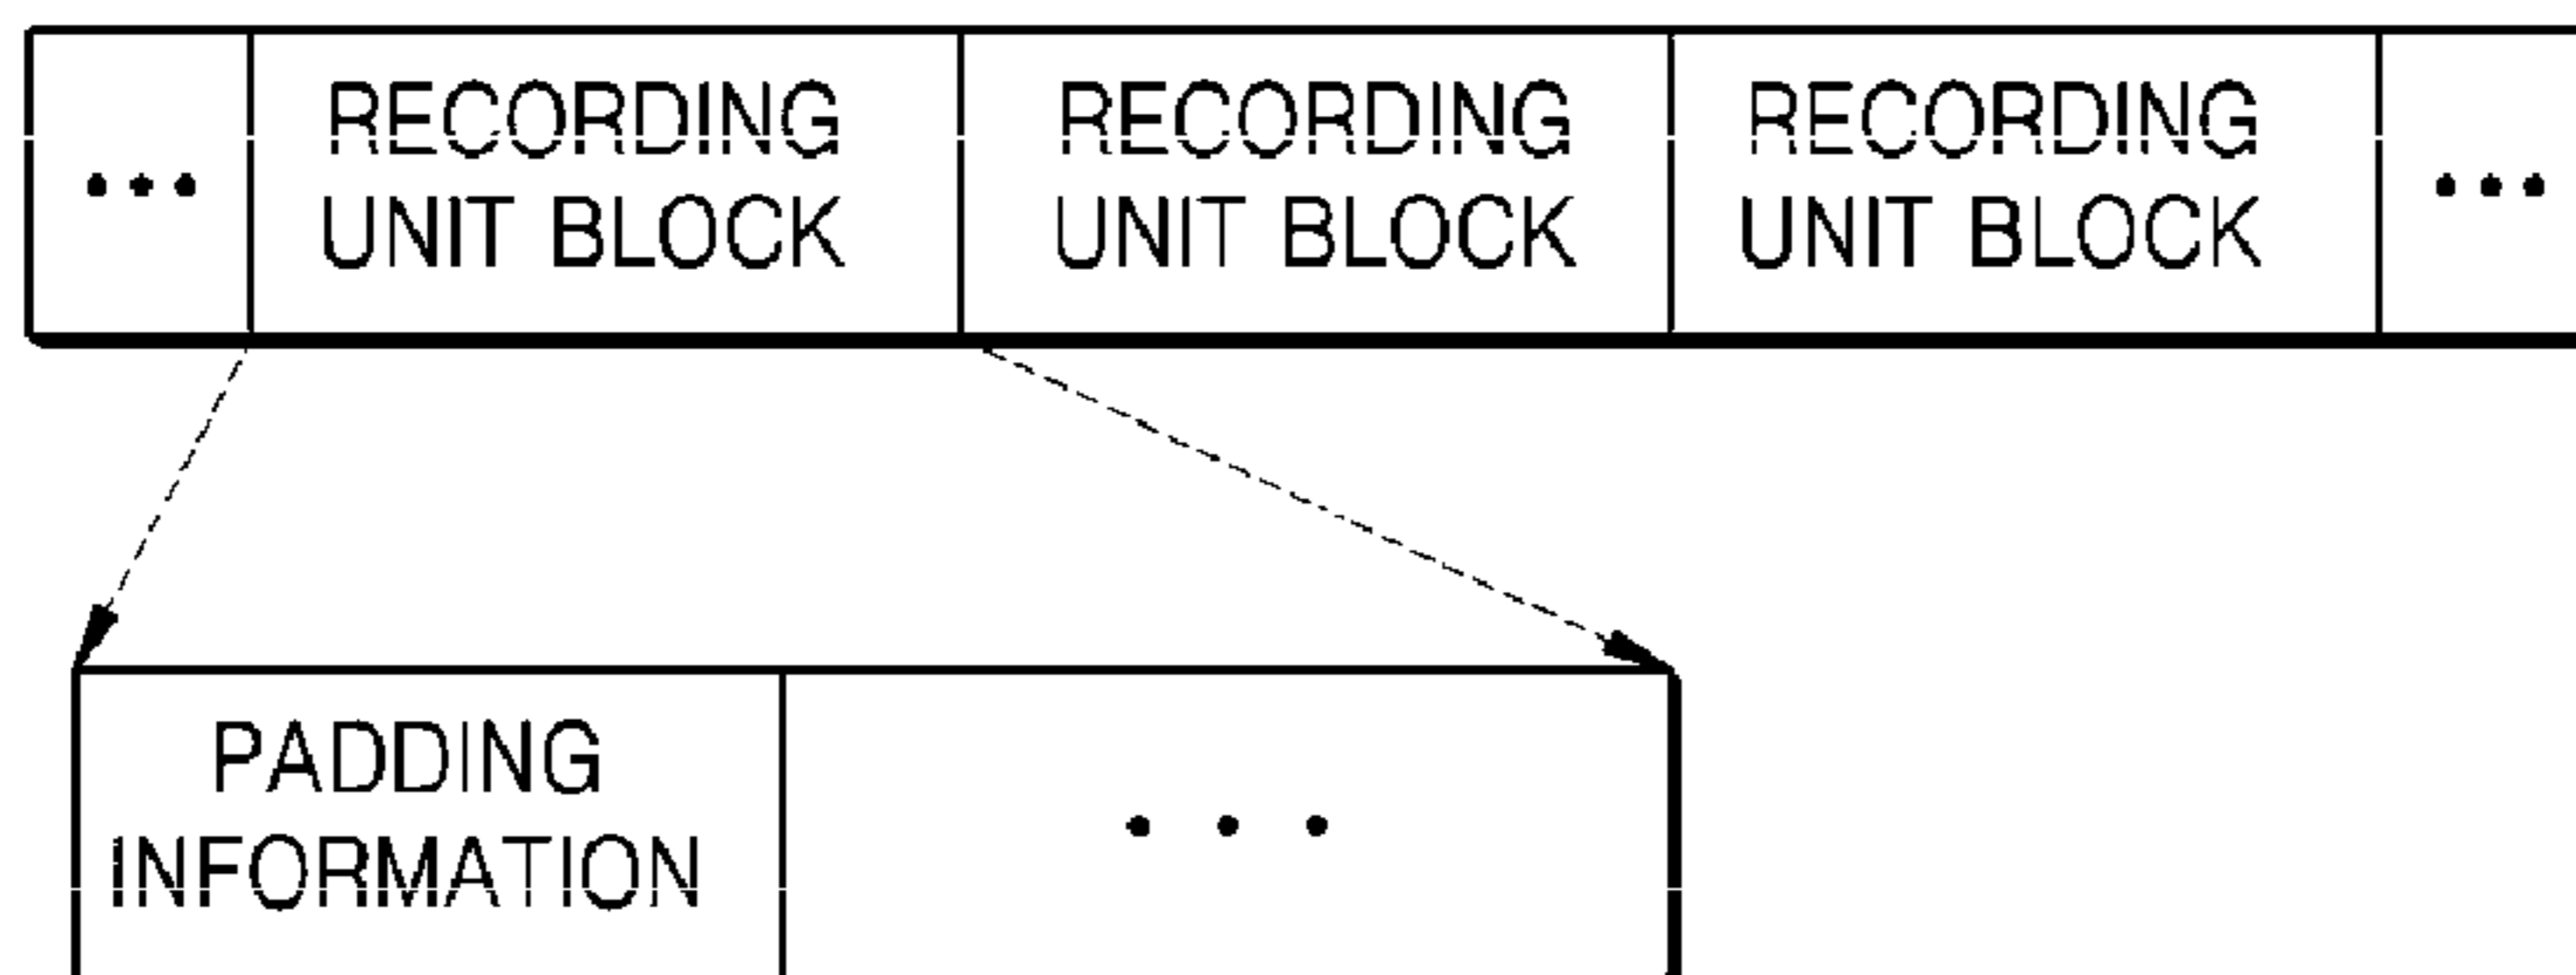 ••• RECORDING RECORDING RECORDING •••
UNIT BLOCK UNIT BLOCK UNIT BLOCK
PADDING • • •
INFORMATION